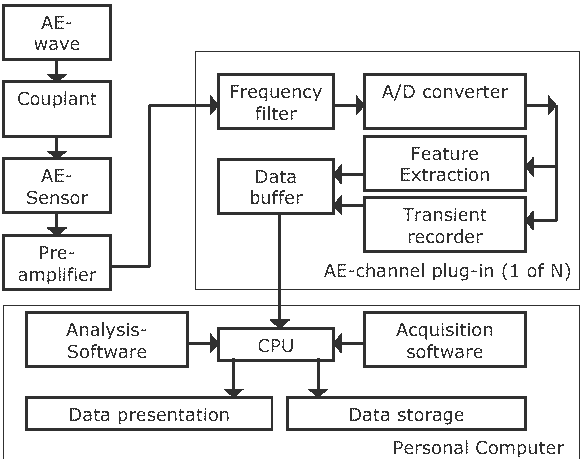 AE-
wave
Couplant
AE-
Sensor
Pre-
amplifier
Frequency
filter
A/D converter
Feature
Extraction
Data
buffer
Transient
recorder
AE-channel plug-in (1 of N)
Analysis-
Software
CPU
Acquisition
software
Data presentation
Data storage
Personal Computer